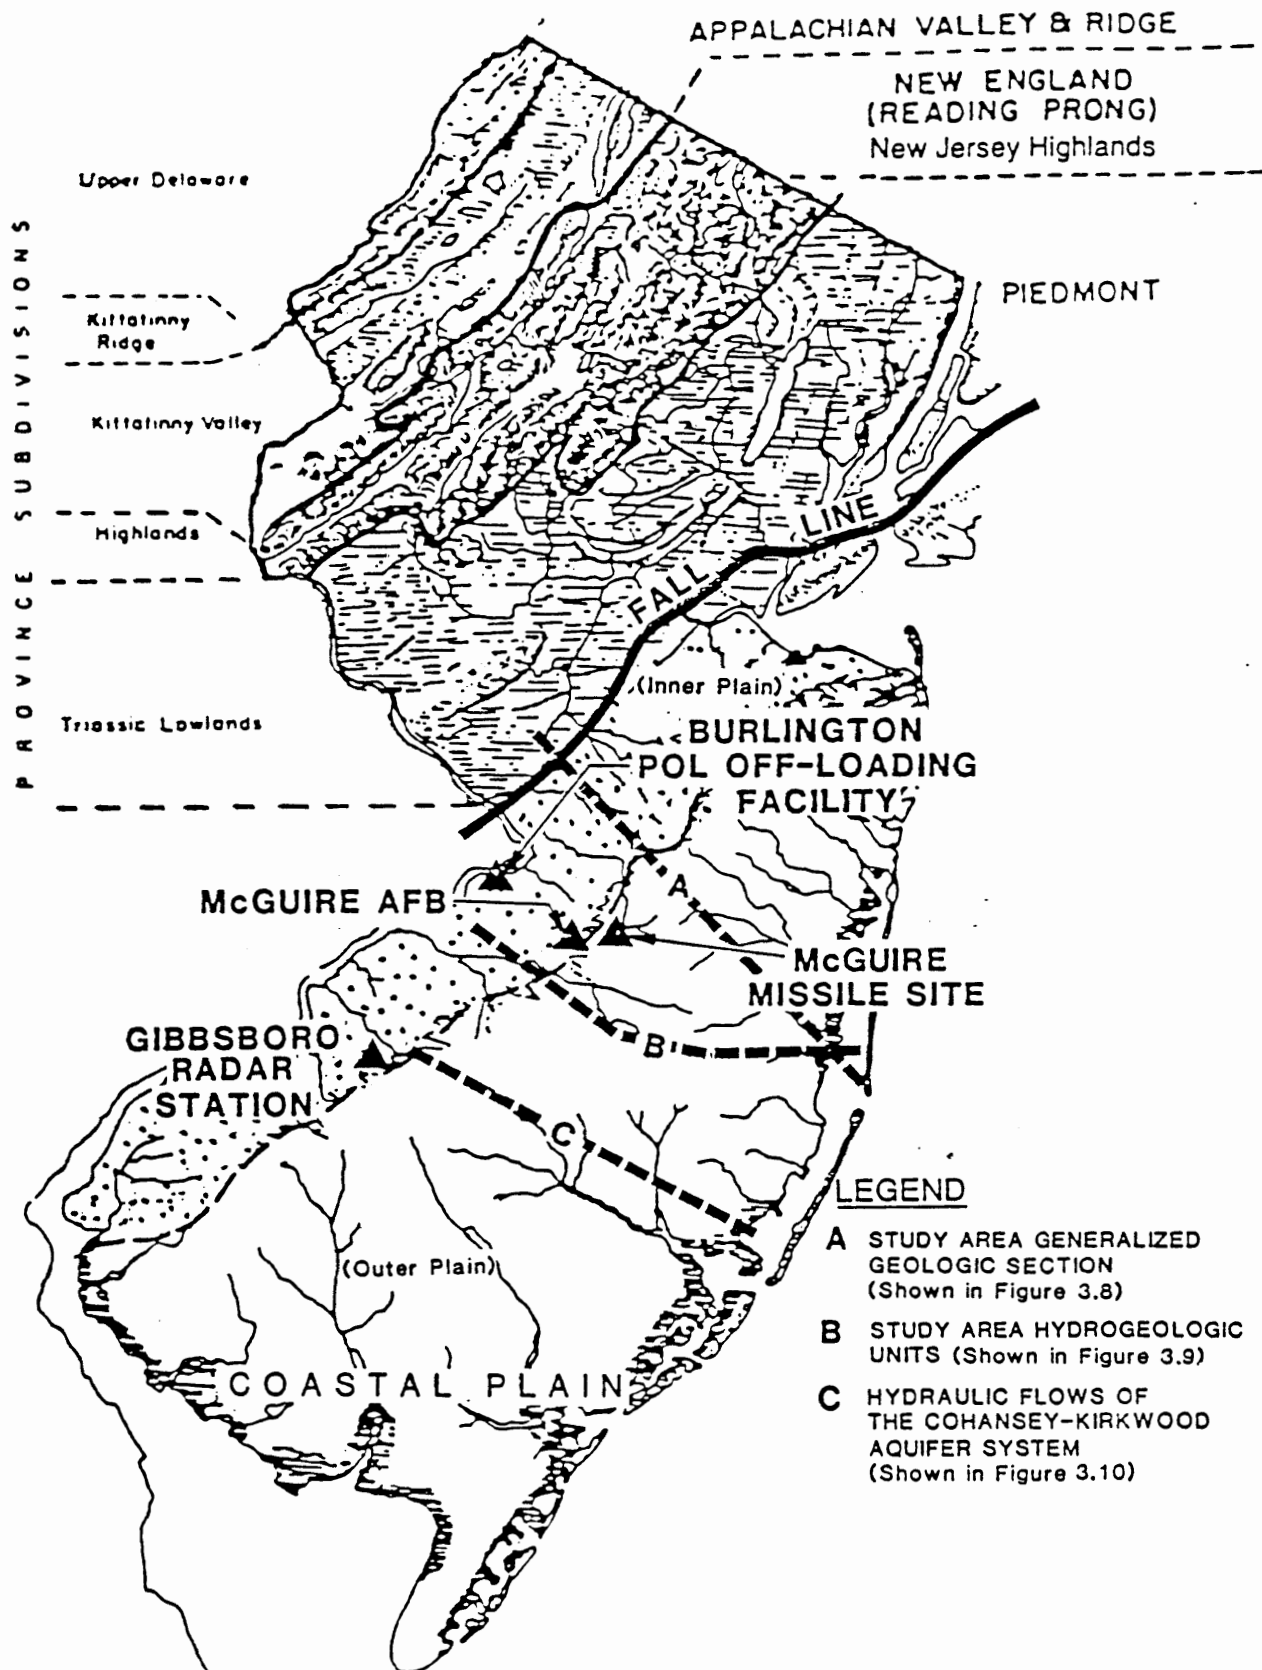 APPALACHIAN VALLEY & RIDGE
NEW ENGLAND
(READING PRONG)
New Jersey Highlands
PIEDMONT
PROVINCE SUBDIVISIONS
Upper Delaware
Kittatinny
Ridge
Kittatinny Valley
Highlands
Triassic Lowlands
FALL LINE
(Inner Plain)
BURLINGTON
POL OFF-LOADING
FACILITY
McGUIRE AFB
A
McGUIRE
MISSILE SITE
B
GIBBSBORO
RADAR
STATION
C
(Outer Plain)
COASTAL PLAIN
LEGEND
A STUDY AREA GENERALIZED
GEOLOGIC SECTION
(Shown in Figure 3.8)
B STUDY AREA HYDROGEOLOGIC
UNITS (Shown in Figure 3.9)
C HYDRAULIC FLOWS OF
THE COHANSEY-KIRKWOOD
AQUIFER SYSTEM
(Shown in Figure 3.10)